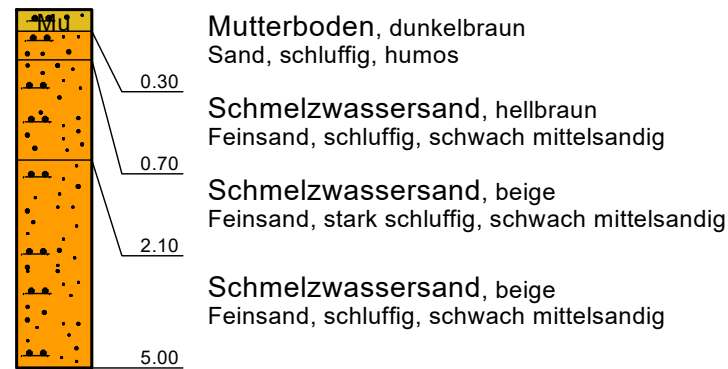 Mu
Mutterboden, dunkelbraun
Sand, schluffig, humos
0.30
Schmelzwassersand, hellbraun
Feinsand, schluffig, schwach mittelsandig
0.70
Schmelzwassersand, beige
Feinsand, stark schluffig, schwach mittelsandig
2.10
Schmelzwassersand, beige
Feinsand, schluffig, schwach mittelsandig
5.00